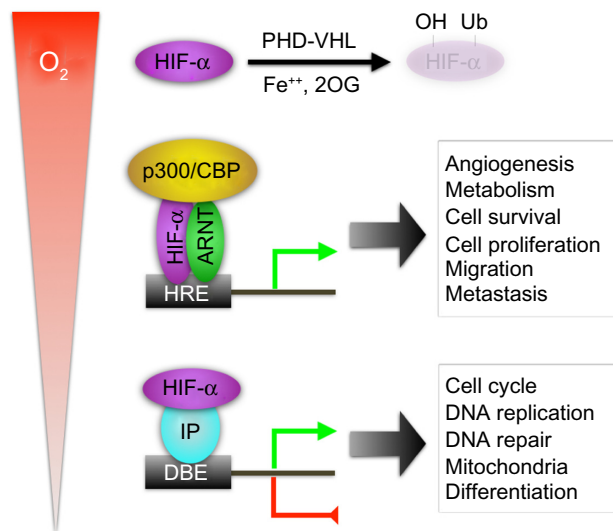 O₂
OH Ub
HIF-α
PHD-VHL
Fe⁺⁺, 2OG
HIF-α
p300/CBP
HIF-α
ARNT
HRE
Angiogenesis
Metabolism
Cell survival
Cell proliferation
Migration
Metastasis
HIF-α
IP
DBE
Cell cycle
DNA replication
DNA repair
Mitochondria
Differentiation